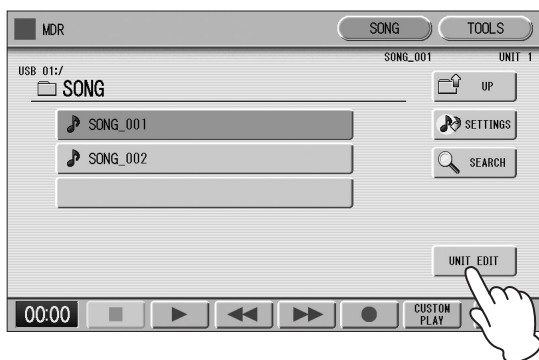 MDR SONG TOOLS
SONG_001 UNIT 1
USB 01:/
SONG
UP
SONG_001
SETTINGS
SONG_002
SEARCH
UNIT EDIT
00:00
CUSTOM
PLAY